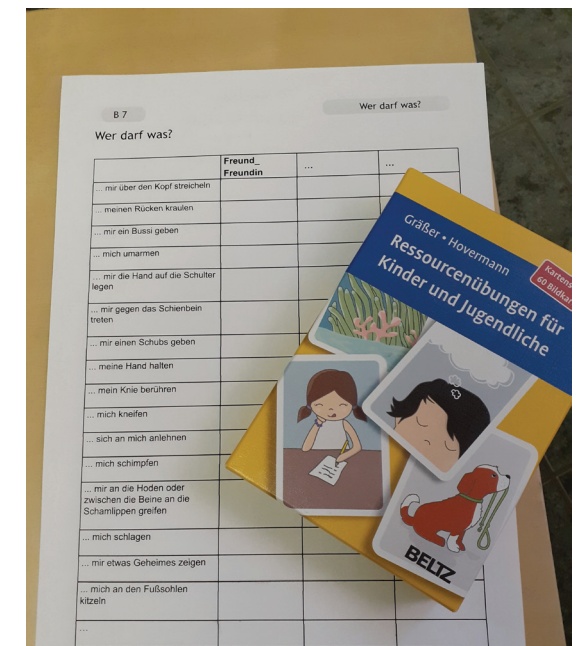 B 7
Wer darf was?
Wer darf was?
Freund_
Freundin
...
...
... mir über den Kopf streicheln
... meinen Rücken kraulen
... mir ein Bussi geben
... mich umarmen
... mir die Hand auf die Schulter
legen
... mir gegen das Schienbein
treten
... mir einen Schubs geben
... meine Hand halten
... mein Knie berühren
... mich kneifen
... sich an mich anlehnen
... mich schimpfen
... mir an die Hoden oder
zwischen die Beine an die
Schamlippen greifen
... mich schlagen
... mir etwas Geheimes zeigen
... mich an den Fußsohlen
kitzeln
...
Gräßer • Hovermann
Ressourcenübungen für
Kinder und Jugendliche
60
BELTZ